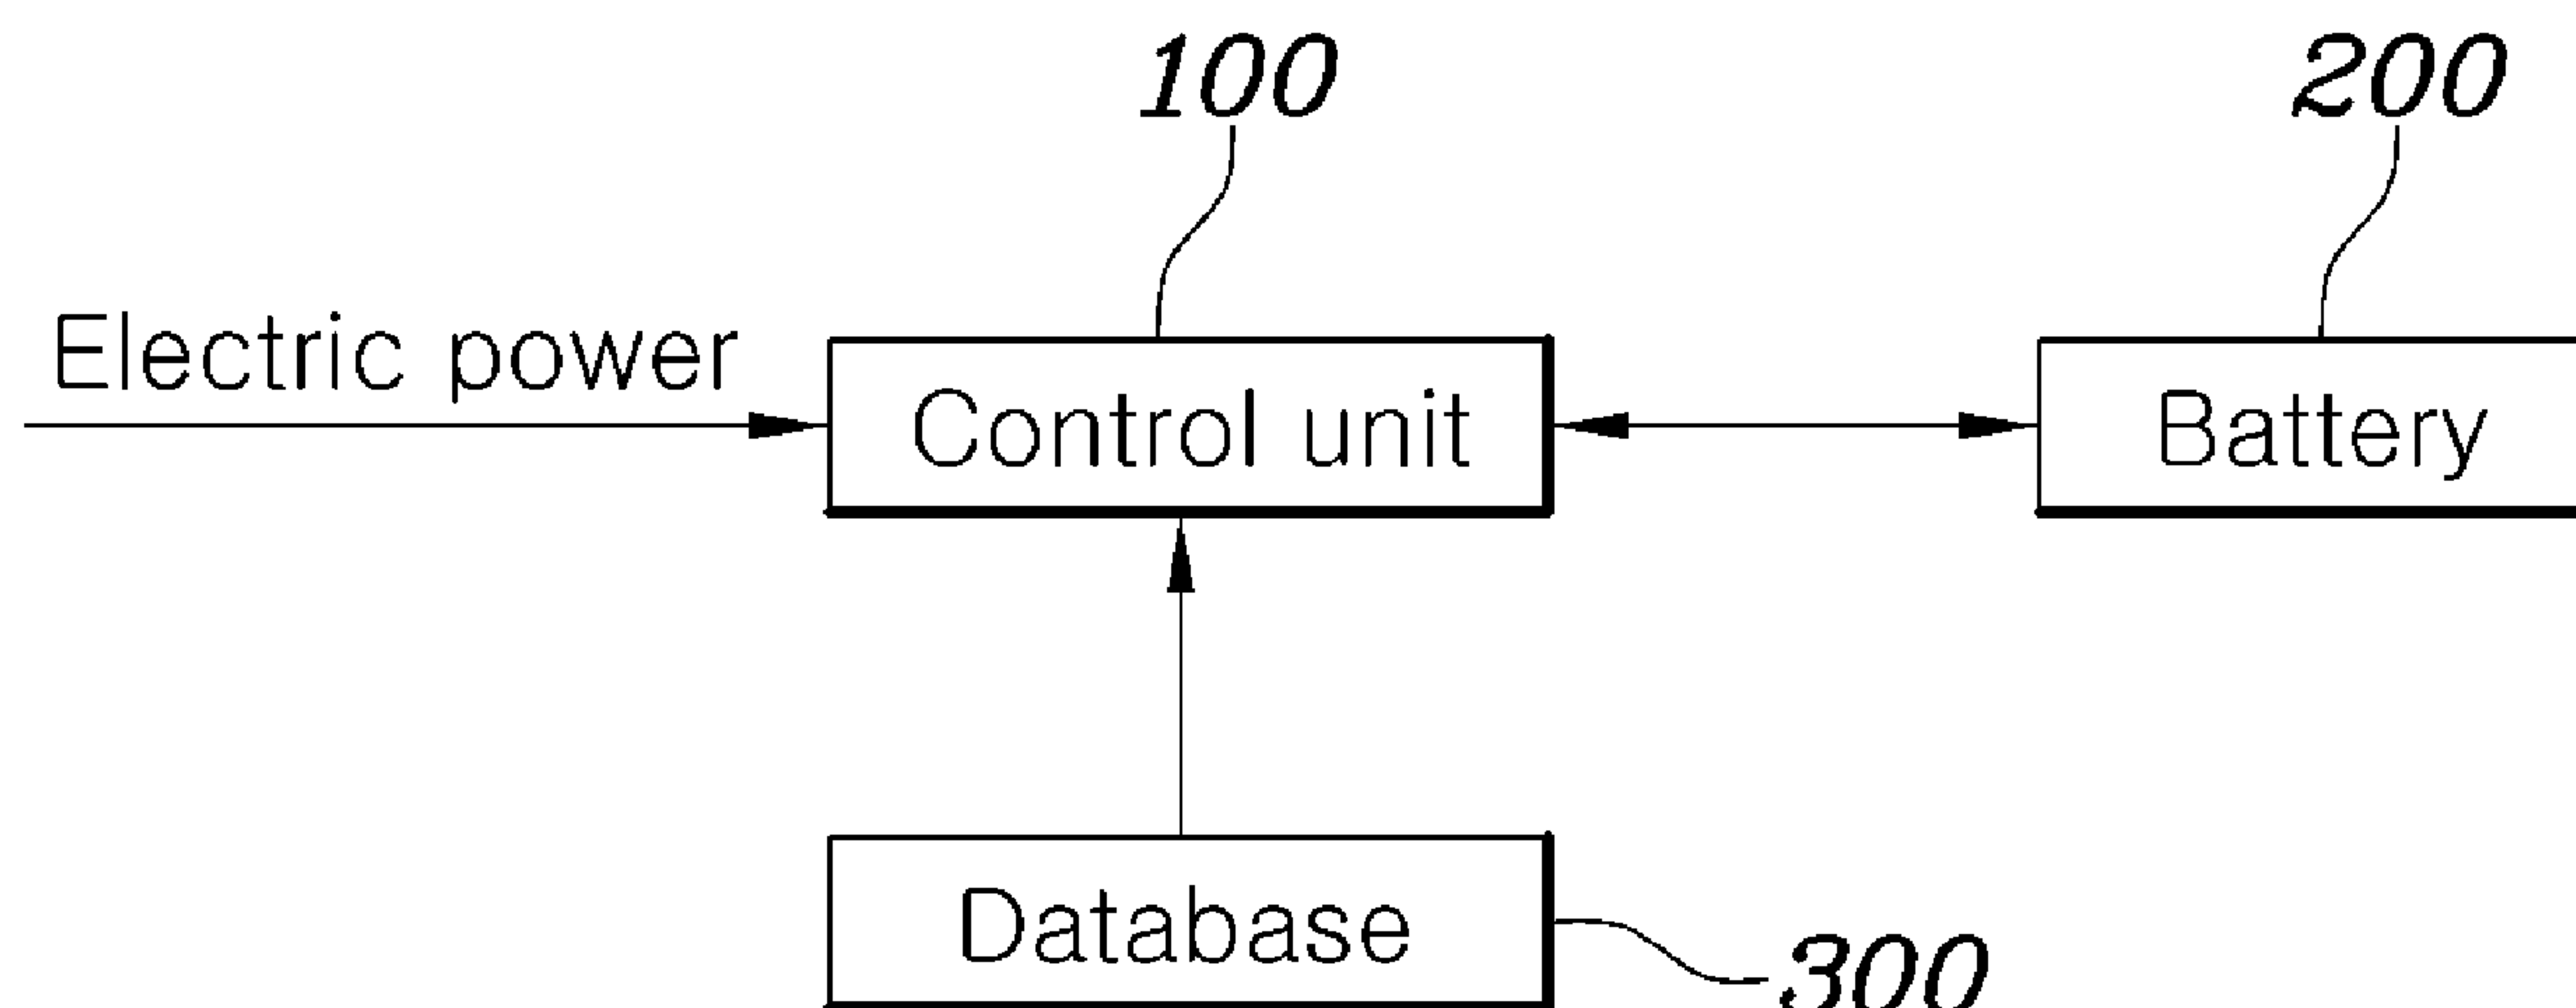 100
200
Electric power
Control unit
Battery
Database
300